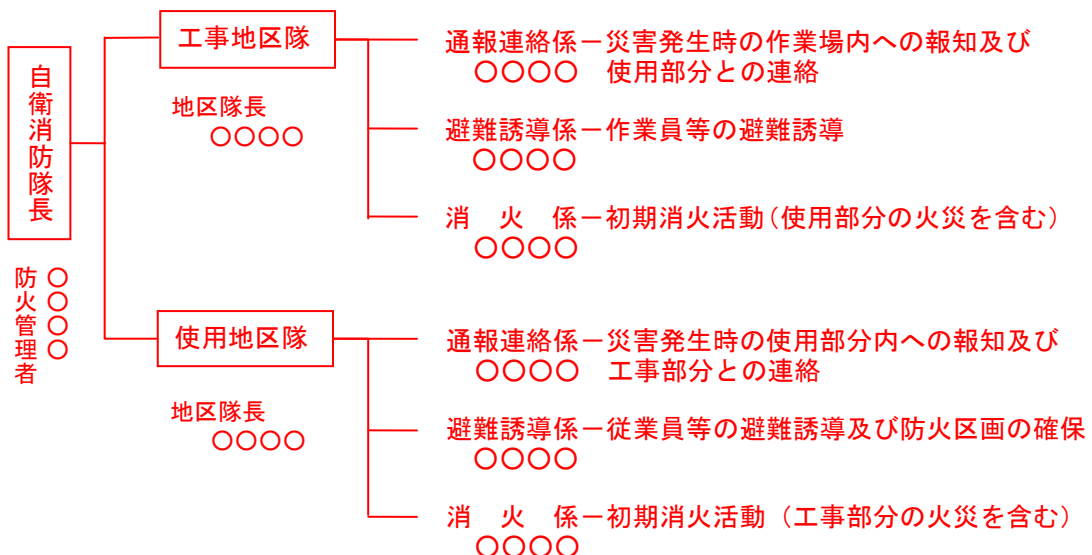 自衛消防隊長
防火管理者
○○○○
工事地区隊
地区隊長
○○○○
通報連絡係－災害発生時の作業場内への報知及び
○○○○　使用部分との連絡
避難誘導係－作業員等の避難誘導
○○○○
消　火　係－初期消火活動（使用部分の火災を含む）
○○○○
使用地区隊
地区隊長
○○○○
通報連絡係－災害発生時の使用部分内への報知及び
○○○○　工事部分との連絡
避難誘導係－従業員等の避難誘導及び防火区画の確保
○○○○
消　火　係－初期消火活動（工事部分の火災を含む）
○○○○